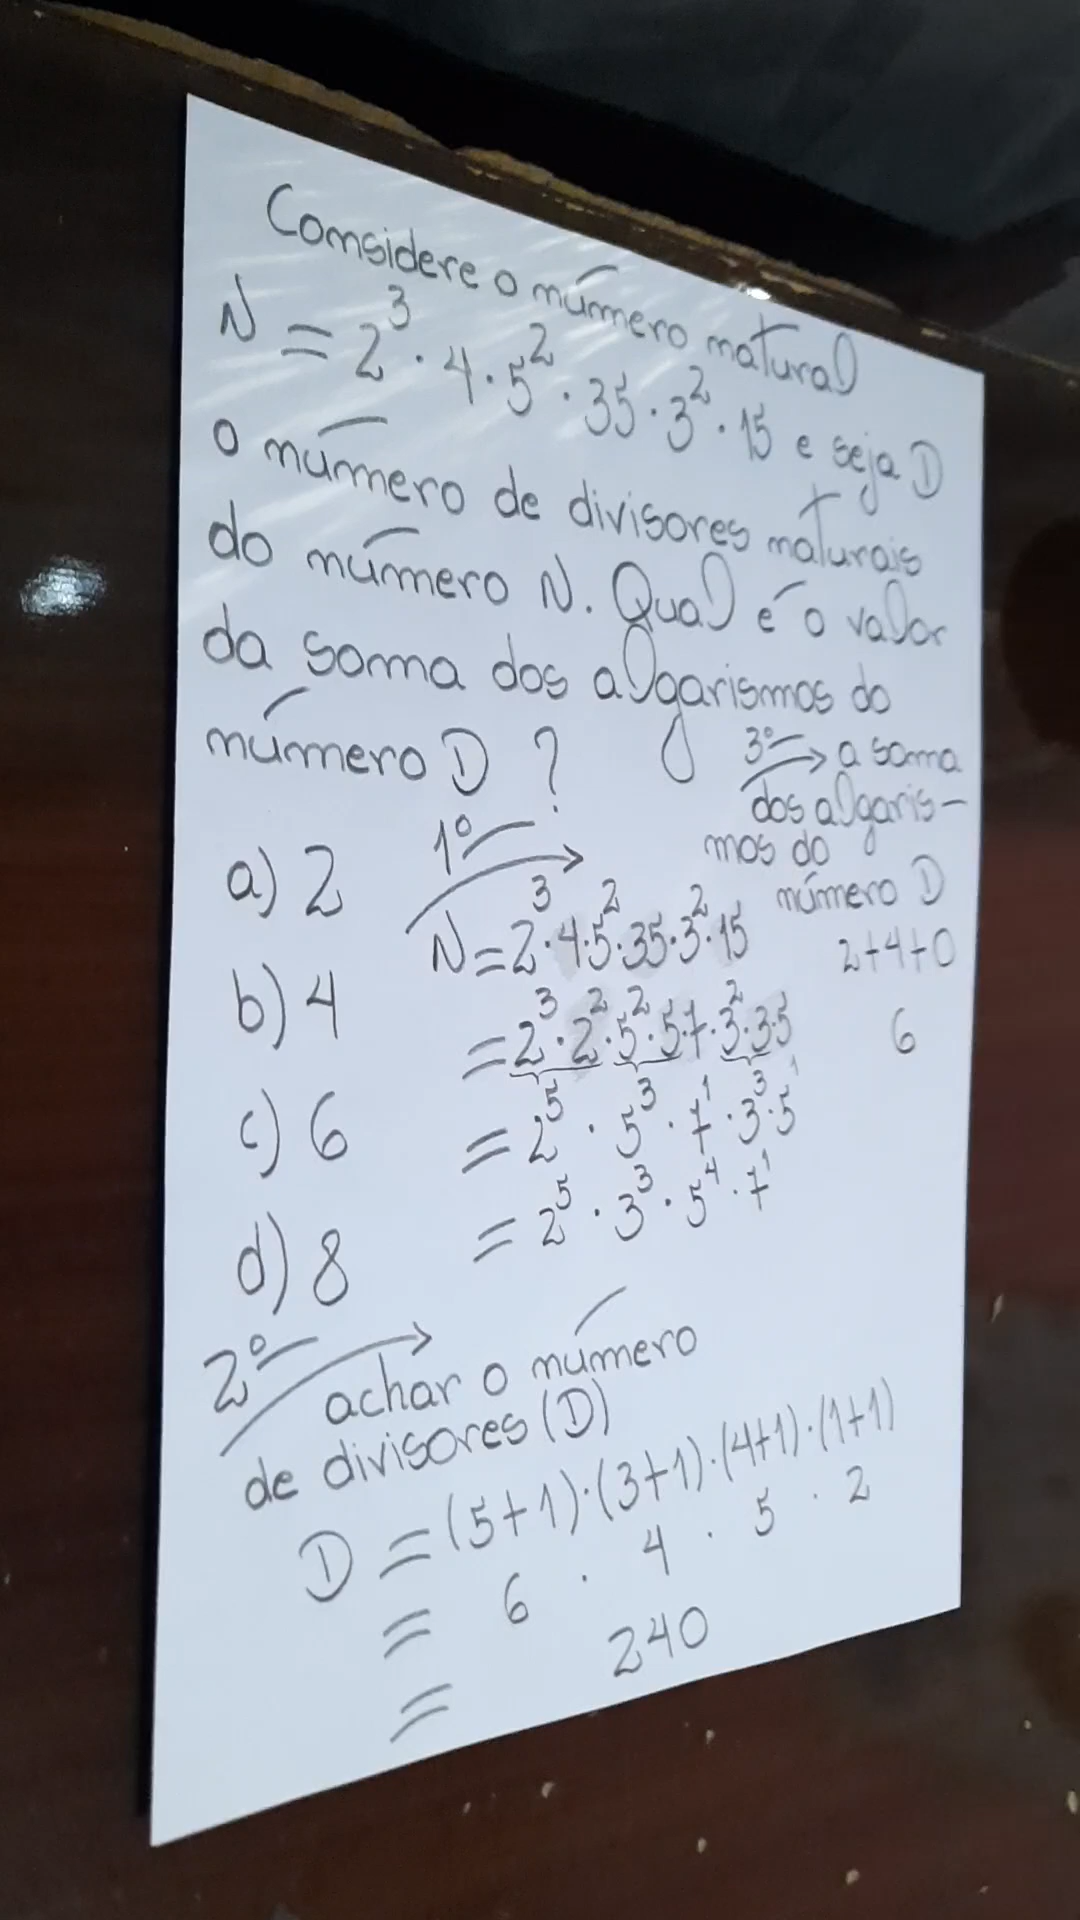 Considere o número natural
N = 2³ · 4 · 5² · 35 · 3² · 15 e seja D
o número de divisores naturais
do número N. Qual é o valor
da soma dos algarismos do
número D ?
a) 2
b) 4
c) 6
d) 8
1º
N = 2³·4·5²·35·3²·15
= 2³·2²·5²·5·7·3²·3·5
= 2⁵ · 5³ · 7¹ · 3³·5¹
= 2⁵ · 3³ · 5⁴ · 7¹
2º
achar o número
de divisores (D)
D = (5+1)·(3+1)·(4+1)·(1+1)
= 6 · 4 · 5 · 2
= 240
3º a soma
dos algaris-
mos do
número D
2+4+0
6